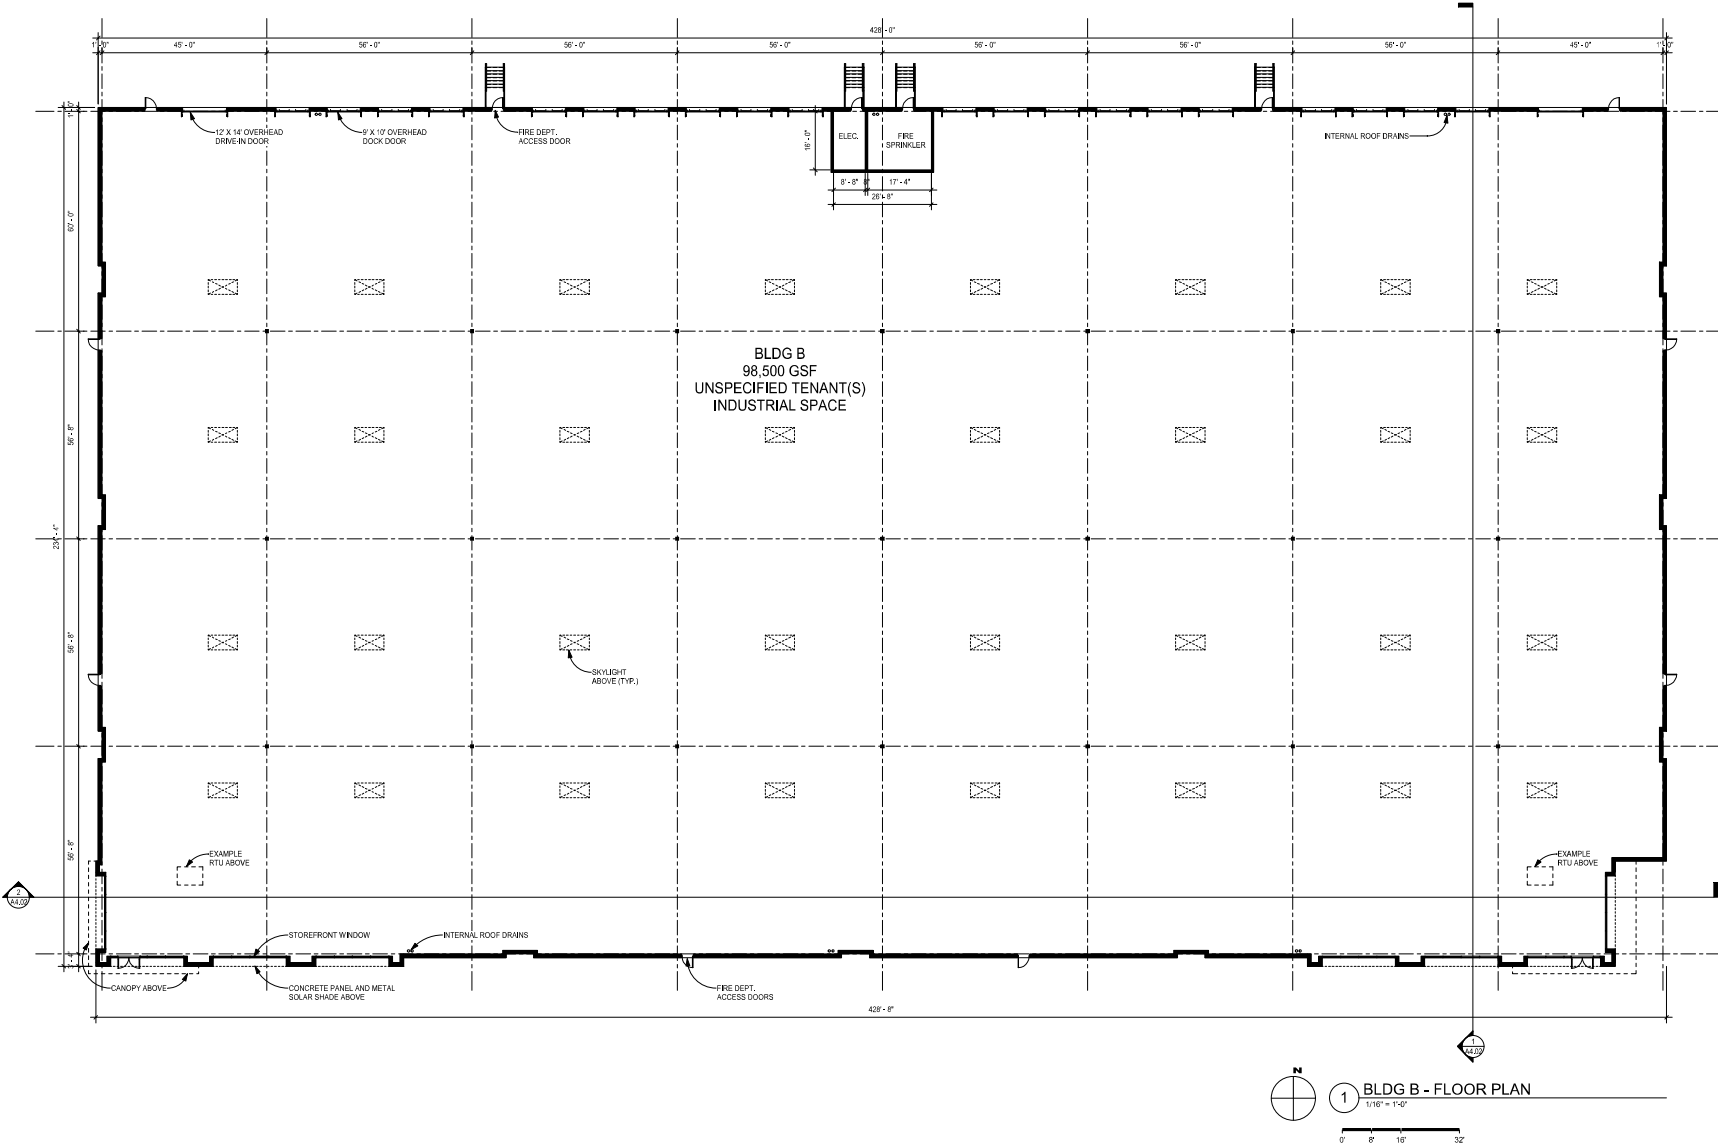 428' - 0"
1' - 0"
45' - 0"
56' - 0"
56' - 0"
56' - 0"
56' - 0"
56' - 0"
56' - 0"
45' - 0"
1' - 0"
12' X 14' OVERHEAD
DRIVE-IN DOOR
9' X 10' OVERHEAD
DOCK DOOR
FIRE DEPT.
ACCESS DOOR
16' - 0"
ELEC.
FIRE
SPRINKLER
INTERNAL ROOF DRAINS
8' - 8"
8"
17' - 4"
26' - 8"
60' - 0"
BLDG B
98,500 GSF
UNSPECIFIED TENANT(S)
INDUSTRIAL SPACE
56' - 8"
56' - 8"
SKYLIGHT
ABOVE (TYP.)
56' - 8"
EXAMPLE
RTU ABOVE
EXAMPLE
RTU ABOVE
2
A4.02
STOREFRONT WINDOW
INTERNAL ROOF DRAINS
CANOPY ABOVE
CONCRETE PANEL AND METAL
SOLAR SHADE ABOVE
FIRE DEPT.
ACCESS DOORS
428' - 8"
1
A4.02
N
1
BLDG B - FLOOR PLAN
1/16" = 1'-0"
0'
8'
16'
32'